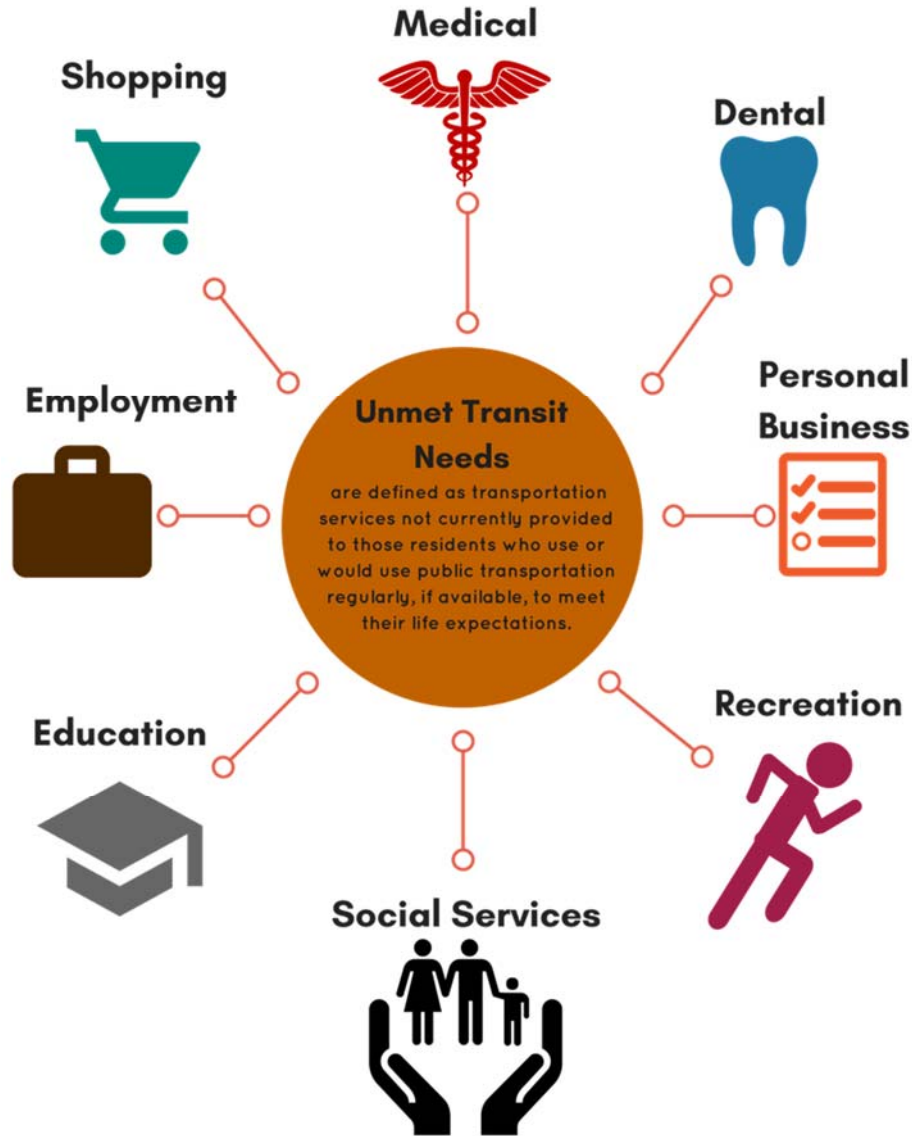 Medical
Shopping
Dental
Employment
Personal
Business
Unmet Transit
Needs
are defined as transportation
services not currently provided
to those residents who use or
would use public transportation
regularly, if available, to meet
their life expectations.
Education
Recreation
Social Services